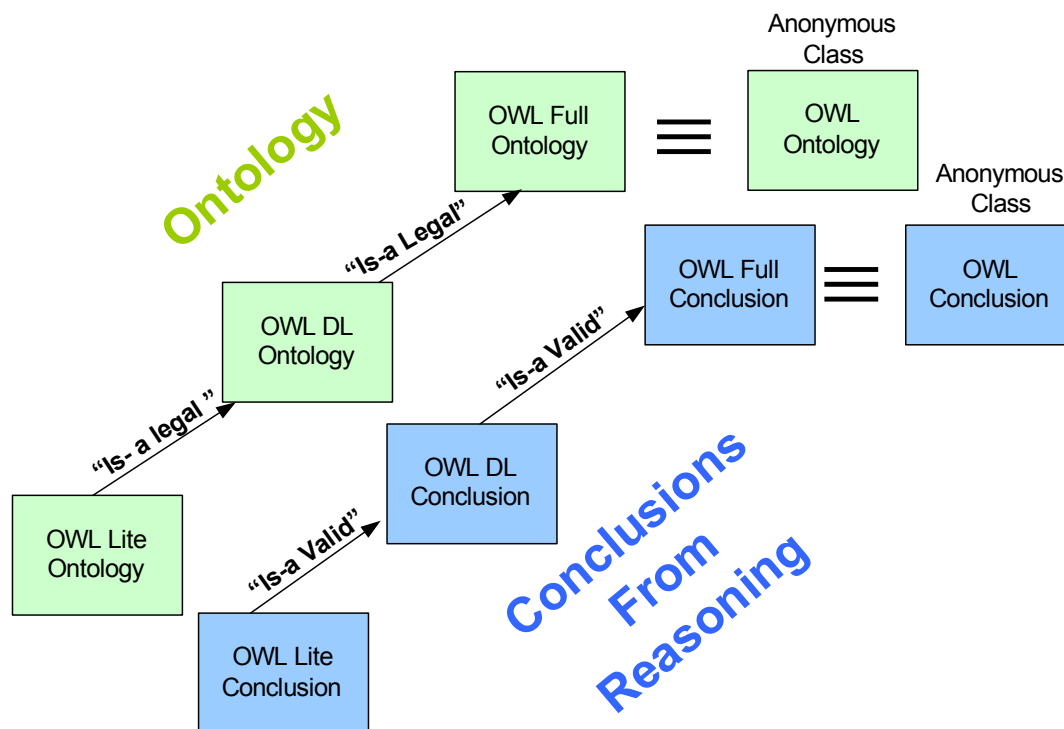 Anonymous
Class
OWL Full
Ontology
≡
OWL
Ontology
Ontology
“Is-a Legal”
Anonymous
Class
OWL Full
Conclusion
≡
OWL
Conclusion
OWL DL
Ontology
“Is-a Valid”
“Is- a legal ”
OWL DL
Conclusion
Conclusions
From
Reasoning
OWL Lite
Ontology
“Is-a Valid”
OWL Lite
Conclusion